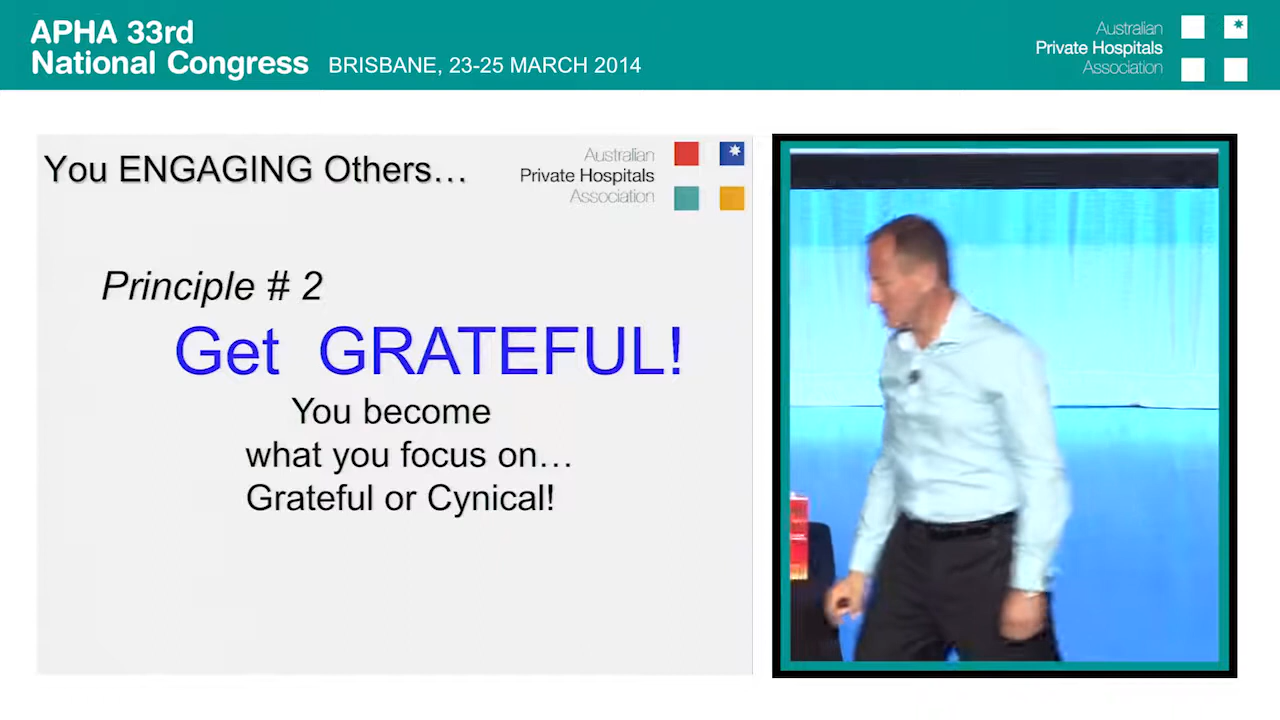 APHA 33rd
National Congress
BRISBANE, 23-25 MARCH 2014
Australian
Private Hospitals
Association
You ENGAGING Others…
Australian
Private Hospitals
Association
Principle # 2
Get GRATEFUL!
You become
what you focus on…
Grateful or Cynical!